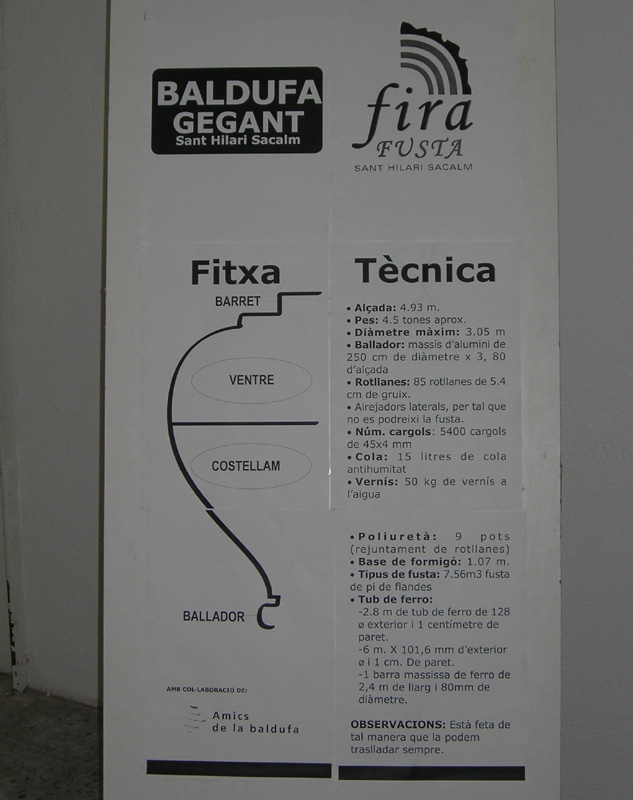 BALDUFA
GEGANT
Sant Hilari Sacalm
fira
FUSTA
SANT HILARI SACALM
Fitxa Tècnica
BARRET
VENTRE
COSTELLAM
BALLADOR
• Alçada: 4.93 m.
• Pes: 4.5 tones aprox.
• Diàmetre màxim: 3.05 m
• Ballador: massís d'alumini de
250 cm de diàmetre x 3, 80
d'alçada
• Rotllanes: 85 rotllanes de 5.4
cm de gruix.
• Airejadors laterals, per tal que
no es podreixi la fusta.
• Núm. cargols: 5400 cargols
de 45x4 mm
• Cola: 15 litres de cola
antihumitat
• Vernís: 50 kg de vernís a
l'aigua
• Poliuretà: 9 pots
(rejuntament de rotllanes)
• Base de formigó: 1.07 m.
• Tipus de fusta: 7.56m3 fusta
de pi de flandes
• Tub de ferro:
-2.8 m de tub de ferro de 128
ø exterior i 1 centímetre de
paret.
-6 m. X 101,6 mm d'exterior
ø i 1 cm. De paret.
-1 barra massissa de ferro de
2,4 m de llarg i 80mm de
diàmetre.
OBSERVACIONS: Està feta de
tal manera que la podem
traslladar sempre.
AMB COL·LABORACIÓ DE:
Amics
de la baldufa